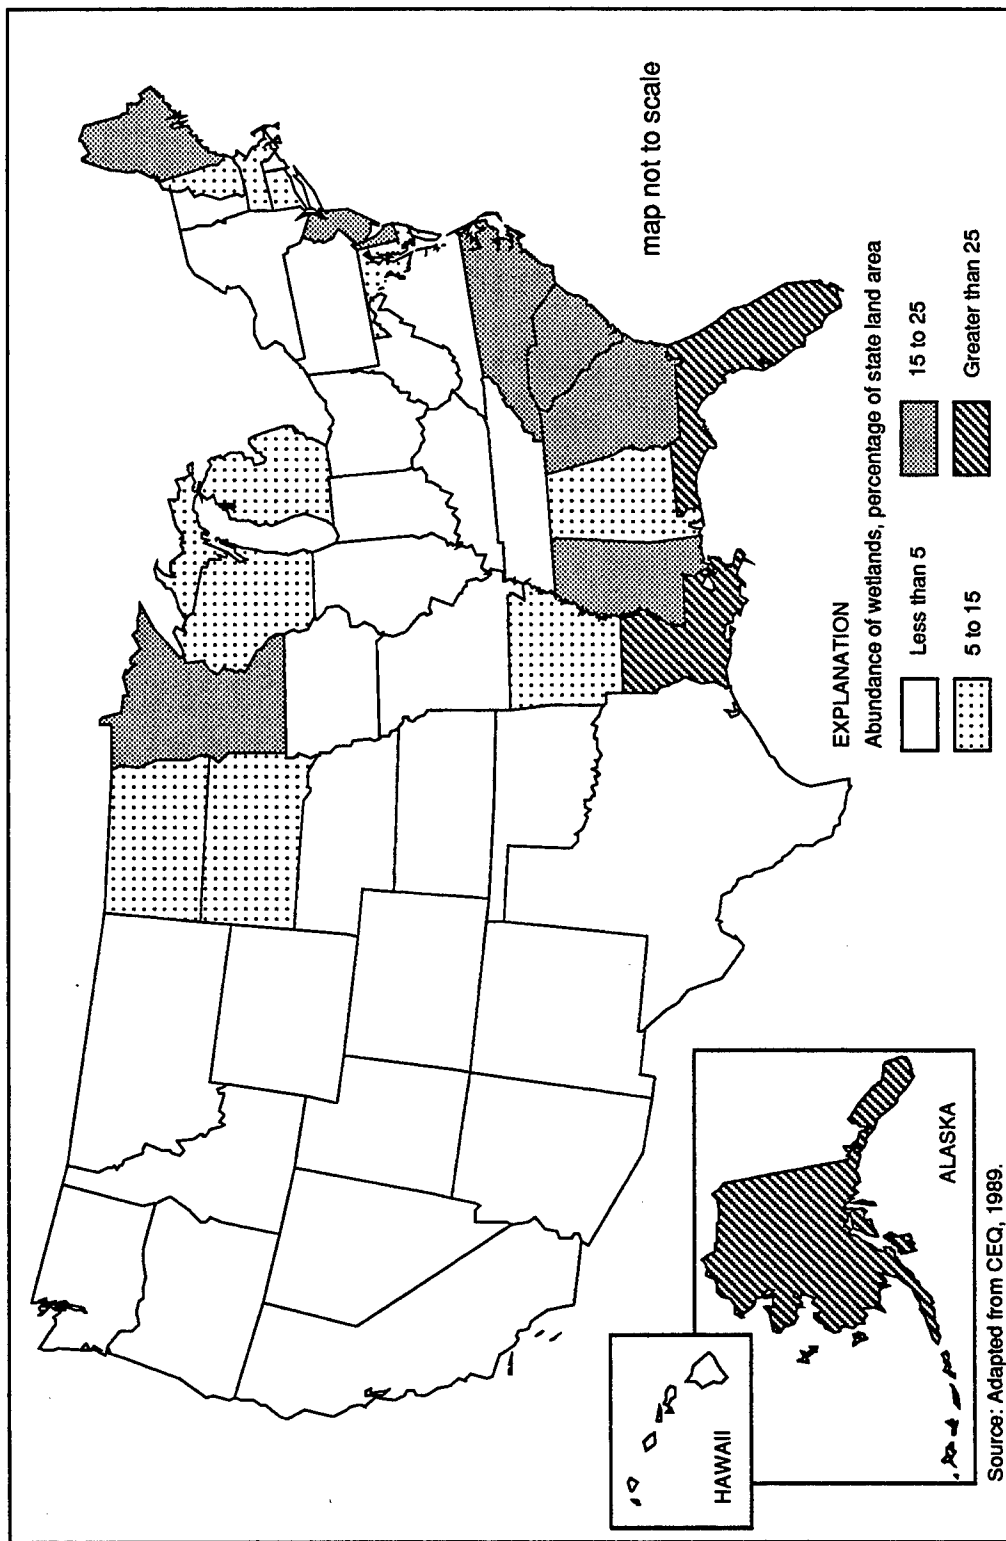 map not to scale
EXPLANATION
Abundance of wetlands, percentage of state land area
Less than 5
15 to 25
5 to 15
Greater than 25
HAWAII
ALASKA
Source: Adapted from CEQ, 1989.